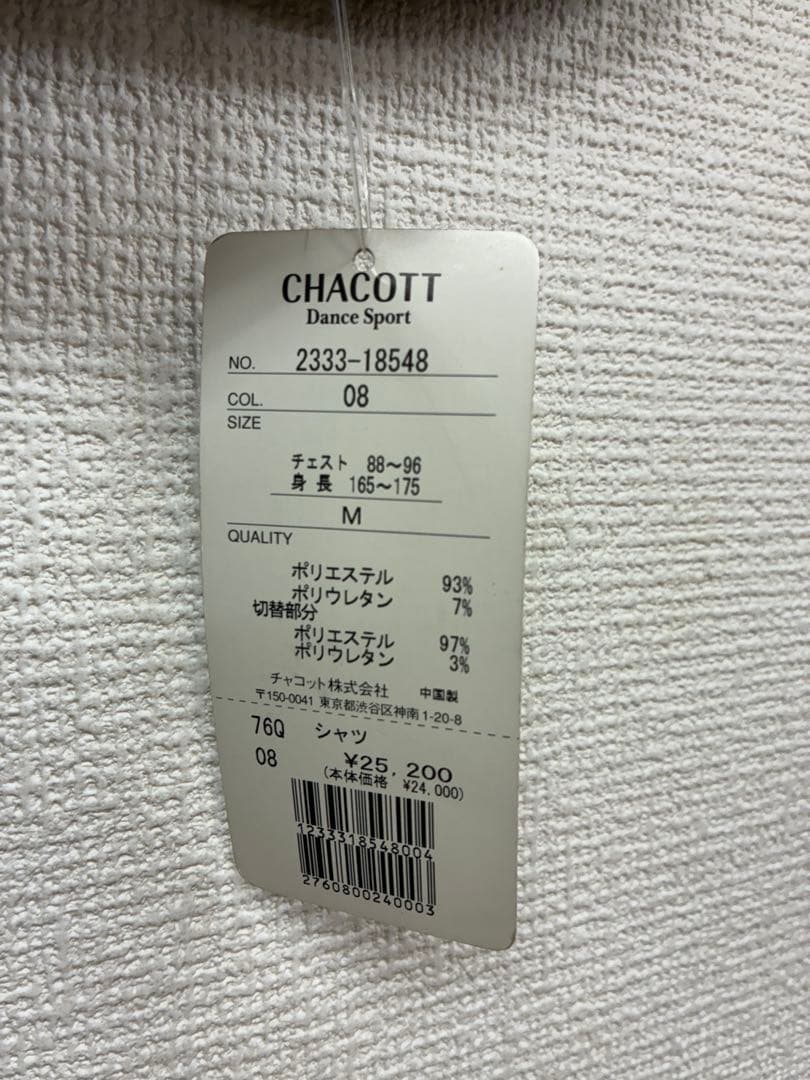 CHACOTT
Dance Sport
NO. 2333-18548
COL. 08
SIZE
チェスト 88～96
身長 165～175
M
QUALITY
ポリエステル 93%
ポリウレタン 7%
切替部分
ポリエステル 97%
ポリウレタン 3%
チャコット株式会社 中国製
〒150-0041 東京都渋谷区神南1-20-8
76Q シャツ
08 ¥25,200
(本体価格 ¥24,000)
1233318548004
2760800240003